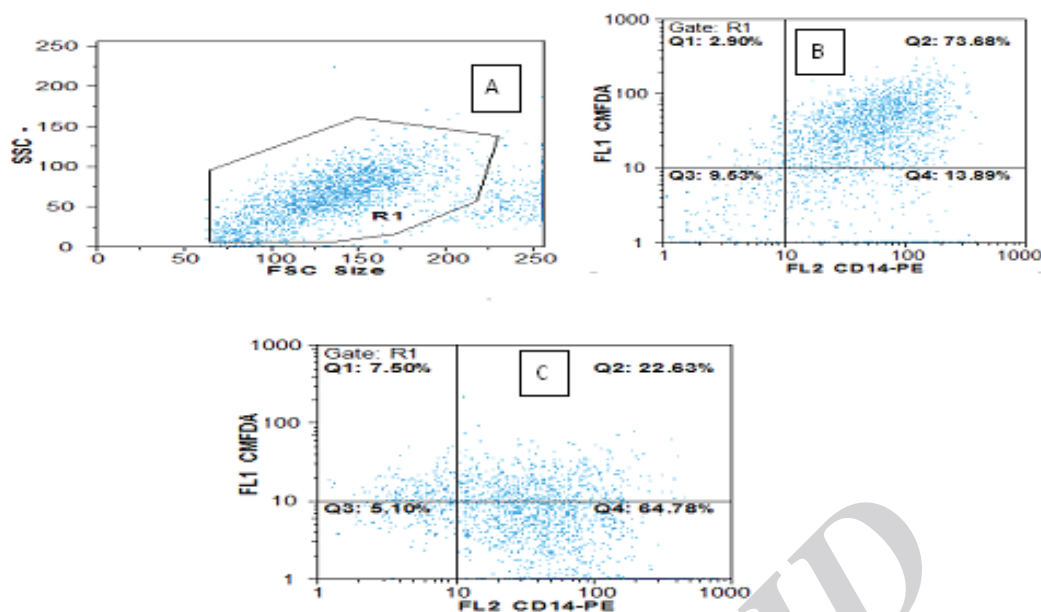 250
200
150
100
50
0
SSC .
A
R1
0 50 100 150 200 250
FSC Size
1000
100
10
1
FL1 CMFDA
Gate: R1
Q1: 2.90%
B
Q2: 73.68%
Q3: 9.53%
Q4: 13.89%
1 10 100 1000
FL2 CD14-PE
1000
100
10
1
FL1 CMFDA
Gate: R1
Q1: 7.50%
C
Q2: 22.63%
Q3: 5.10%
Q4: 64.78%
1 10 100 1000
FL2 CD14-PE